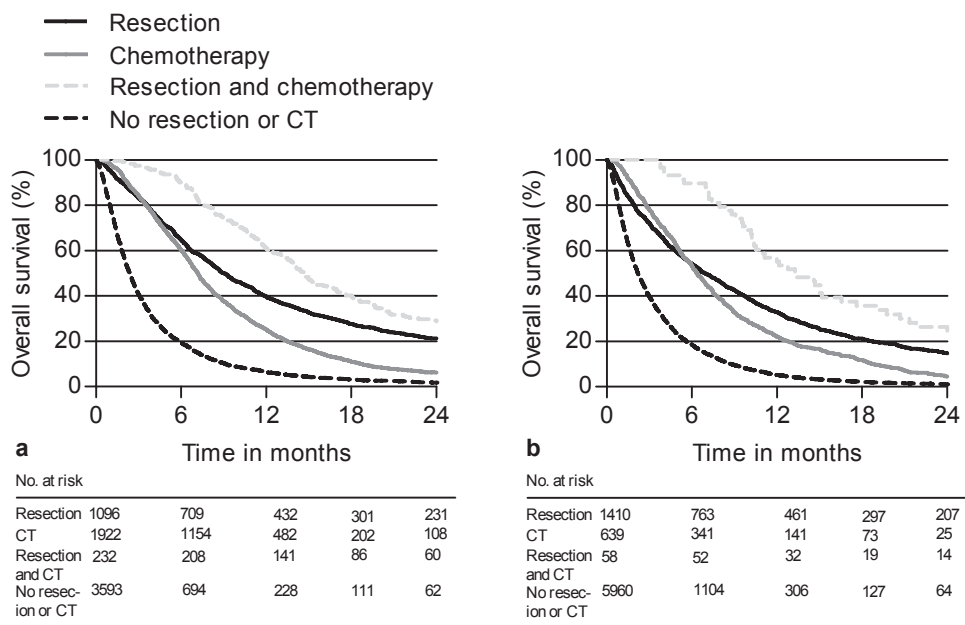 Resection
Chemotherapy
Resection and chemotherapy
No resection or CT
Overall survival (%)
100
80
60
40
20
0
0 6 12 18 24
Time in months
a
No. at risk
Resection 1096 709 432 301 231
CT 1922 1154 482 202 108
Resection 232 208 141 86 60
and CT
No resec- 3593 694 228 111 62
ion or CT
Overall survival (%)
100
80
60
40
20
0
0 6 12 18 24
Time in months
b
No. at risk
Resection 1410 763 461 297 207
CT 639 341 141 73 25
Resection 58 52 32 19 14
and CT
No resec- 5960 1104 306 127 64
ion or CT